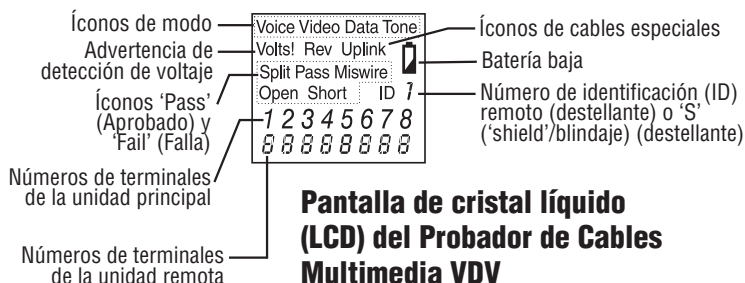 Íconos de modo
Advertencia de
detección de voltaje
Íconos 'Pass'
(Aprobado) y
'Fail' (Falla)
Números de terminales
de la unidad principal
Números de terminales
de la unidad remota
Voice Video Data Tone
Volts! Rev Uplink
Split Pass Miswire
Open Short ID 1
1 2 3 4 5 6 7 8
8 8 8 8 8 8 8 8
Íconos de cables especiales
Batería baja
Número de identificación (ID)
remoto (destellante) o 'S'
('shield'/blindaje) (destellante)
Pantalla de cristal líquido
(LCD) del Probador de Cables
Multimedia VDV